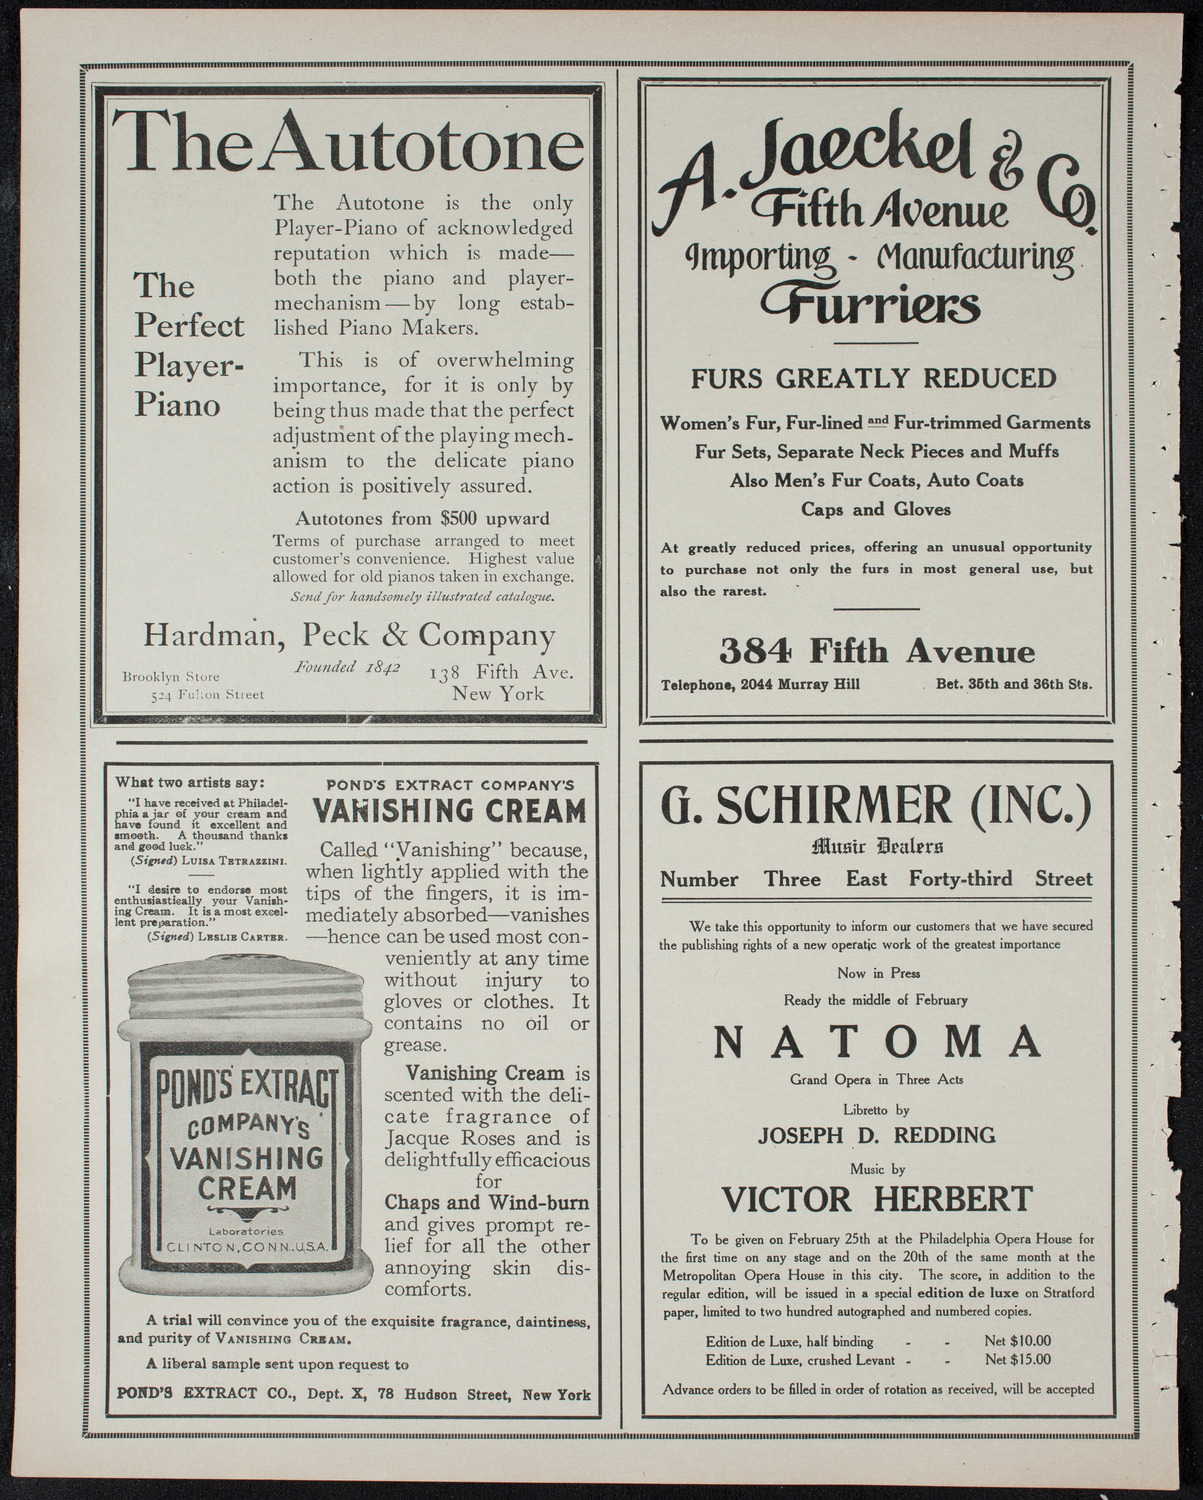 The Autotone
The
Perfect
Player-
Piano
The Autotone is the only
Player-Piano of acknowledged
reputation which is made—
both the piano and player-
mechanism—by long estab-
lished Piano Makers.
This is of overwhelming
importance, for it is only by
being thus made that the perfect
adjustment of the playing mech-
anism to the delicate piano
action is positively assured.
Autotones from $500 upward
Terms of purchase arranged to meet
customer's convenience. Highest value
allowed for old pianos taken in exchange.
Send for handsomely illustrated catalogue.
Hardman, Peck & Company
Founded 1842
Brooklyn Store
524 Fulton Street
138 Fifth Ave.
New York
A. Jaeckel & Co.
Fifth Avenue
Importing - Manufacturing
Furriers
FURS GREATLY REDUCED
Women's Fur, Fur-lined and Fur-trimmed Garments
Fur Sets, Separate Neck Pieces and Muffs
Also Men's Fur Coats, Auto Coats
Caps and Gloves
At greatly reduced prices, offering an unusual opportunity
to purchase not only the furs in most general use, but
also the rarest.
384 Fifth Avenue
Telephone, 2044 Murray Hill Bet. 35th and 36th Sts.
What two artists say:
"I have received at Philadel-
phia a jar of your cream and
have found it excellent and
smooth. A thousand thanks
and good luck."
(Signed) LUISA TETRAZZINI.
"I desire to endorse most
enthusiastically your Vanish-
ing Cream. It is a most excel-
lent preparation."
(Signed) LESLIE CARTER.
POND'S EXTRACT COMPANY'S
VANISHING CREAM
Called "Vanishing" because,
when lightly applied with the
tips of the fingers, it is im-
mediately absorbed—vanishes
—hence can be used most con-
veniently at any time
without injury to
gloves or clothes. It
contains no oil or
grease.
Vanishing Cream is
scented with the deli-
cate fragrance of
Jacque Roses and is
delightfully efficacious
for
Chaps and Wind-burn
and gives prompt re-
lief for all the other
annoying skin dis-
comforts.
POND'S EXTRACT
COMPANY'S
VANISHING
CREAM
Laboratories
CLINTON, CONN., U.S.A.
A trial will convince you of the exquisite fragrance, daintiness,
and purity of VANISHING CREAM.
A liberal sample sent upon request to
POND'S EXTRACT CO., Dept. X, 78 Hudson Street, New York
G. SCHIRMER (INC.)
Music Dealers
Number Three East Forty-third Street
We take this opportunity to inform our customers that we have secured
the publishing rights of a new operatic work of the greatest importance
Now in Press
Ready the middle of February
NATOMA
Grand Opera in Three Acts
Libretto by
JOSEPH D. REDDING
Music by
VICTOR HERBERT
To be given on February 25th at the Philadelphia Opera House for
the first time on any stage and on the 20th of the same month at the
Metropolitan Opera House in this city. The score, in addition to the
regular edition, will be issued in a special edition de luxe on Stratford
paper, limited to two hundred autographed and numbered copies.
Edition de Luxe, half binding - - Net $10.00
Edition de Luxe, crushed Levant - - Net $15.00
Advance orders to be filled in order of rotation as received, will be accepted